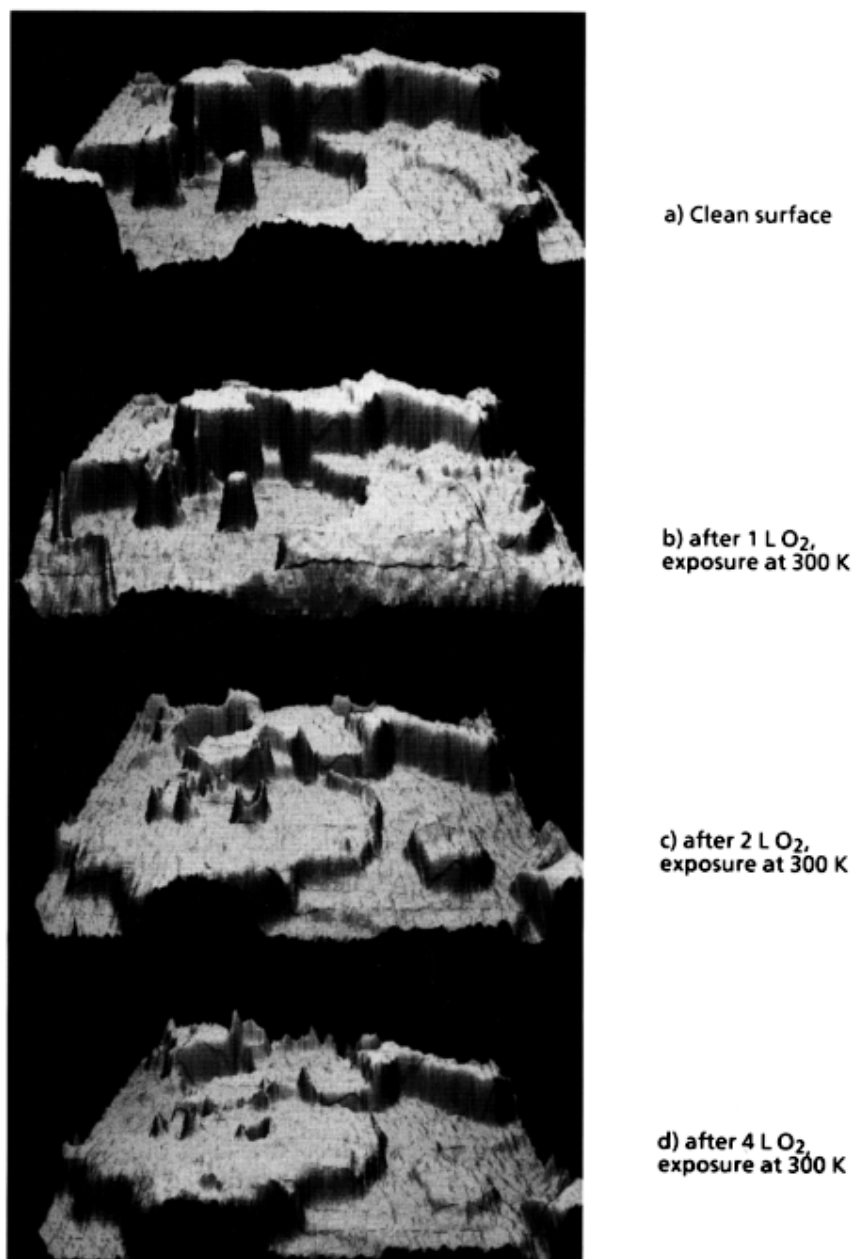 a) Clean surface
b) after 1 L O₂,
exposure at 300 K
c) after 2 L O₂,
exposure at 300 K
d) after 4 L O₂,
exposure at 300 K